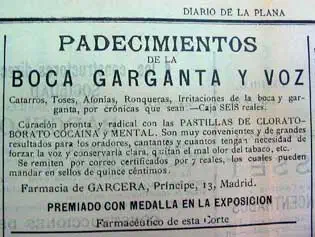 DIARIO DE LA PLANA
PADECIMIENTOS
DE LA
BOCA GARGANTA Y VOZ
Catarros, Toses, Afonías, Ronqueras, Irritaciones de la boca y gar-
ganta, por crónicas que sean —Caja SEIS reales.
Curación pronta y radical con las PASTILLAS DE CLORATO-
BORATO COCAINA y MENTAL. Son muy convenientes y de grandes
resultados para los oradores, cantantes y cuantos tengan necesidad de
forzar la voz y conservarla clara, quitan el mal olor del tabaco, etc.
Se remiten por correo certificados por 7 reales, los cuales pueden
mandar en sellos de quince céntimos.
Farmacia de GARCERA, Príncipe, 13, Madrid.
PREMIADO CON MEDALLA EN LA EXPOSICION
Farmacéutico de esta Corte